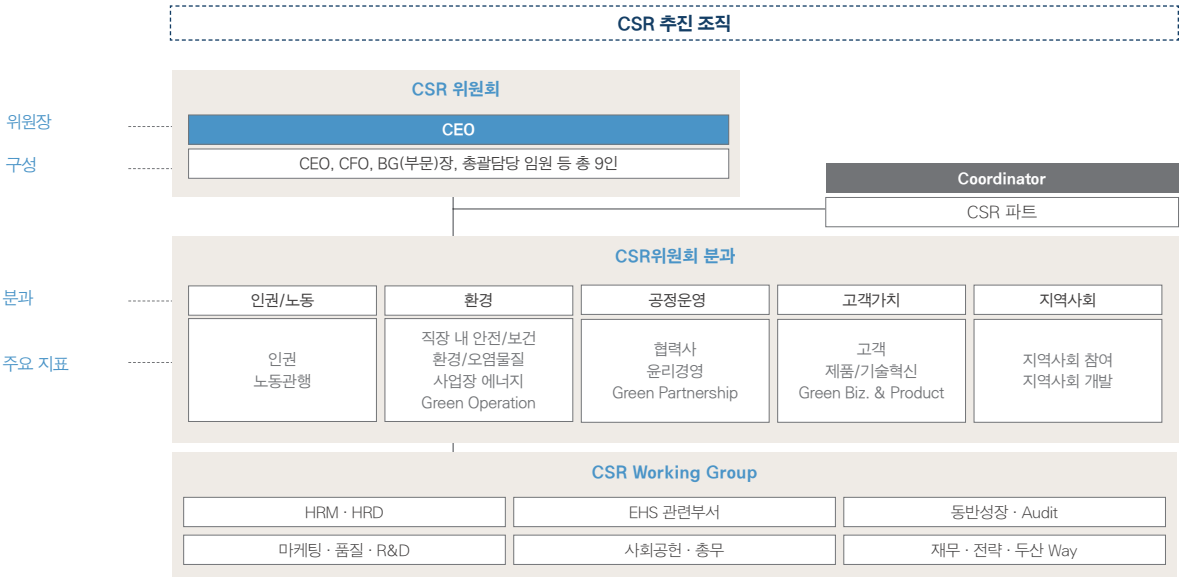 CSR 추진 조직
CSR 위원회
위원장
CEO
구성
CEO, CFO, BG(부문)장, 총괄담당 임원 등 총 9인
Coordinator
CSR 파트
CSR위원회 분과
분과
인권/노동
환경
공정운영
고객가치
지역사회
주요 지표
인권
노동관행
직장 내 안전/보건
환경/오염물질
사업장 에너지
Green Operation
협력사
윤리경영
Green Partnership
고객
제품/기술혁신
Green Biz. & Product
지역사회 참여
지역사회 개발
CSR Working Group
HRM · HRD
EHS 관련부서
동반성장 · Audit
마케팅 · 품질 · R&D
사회공헌 · 총무
재무 · 전략 · 두산 Way